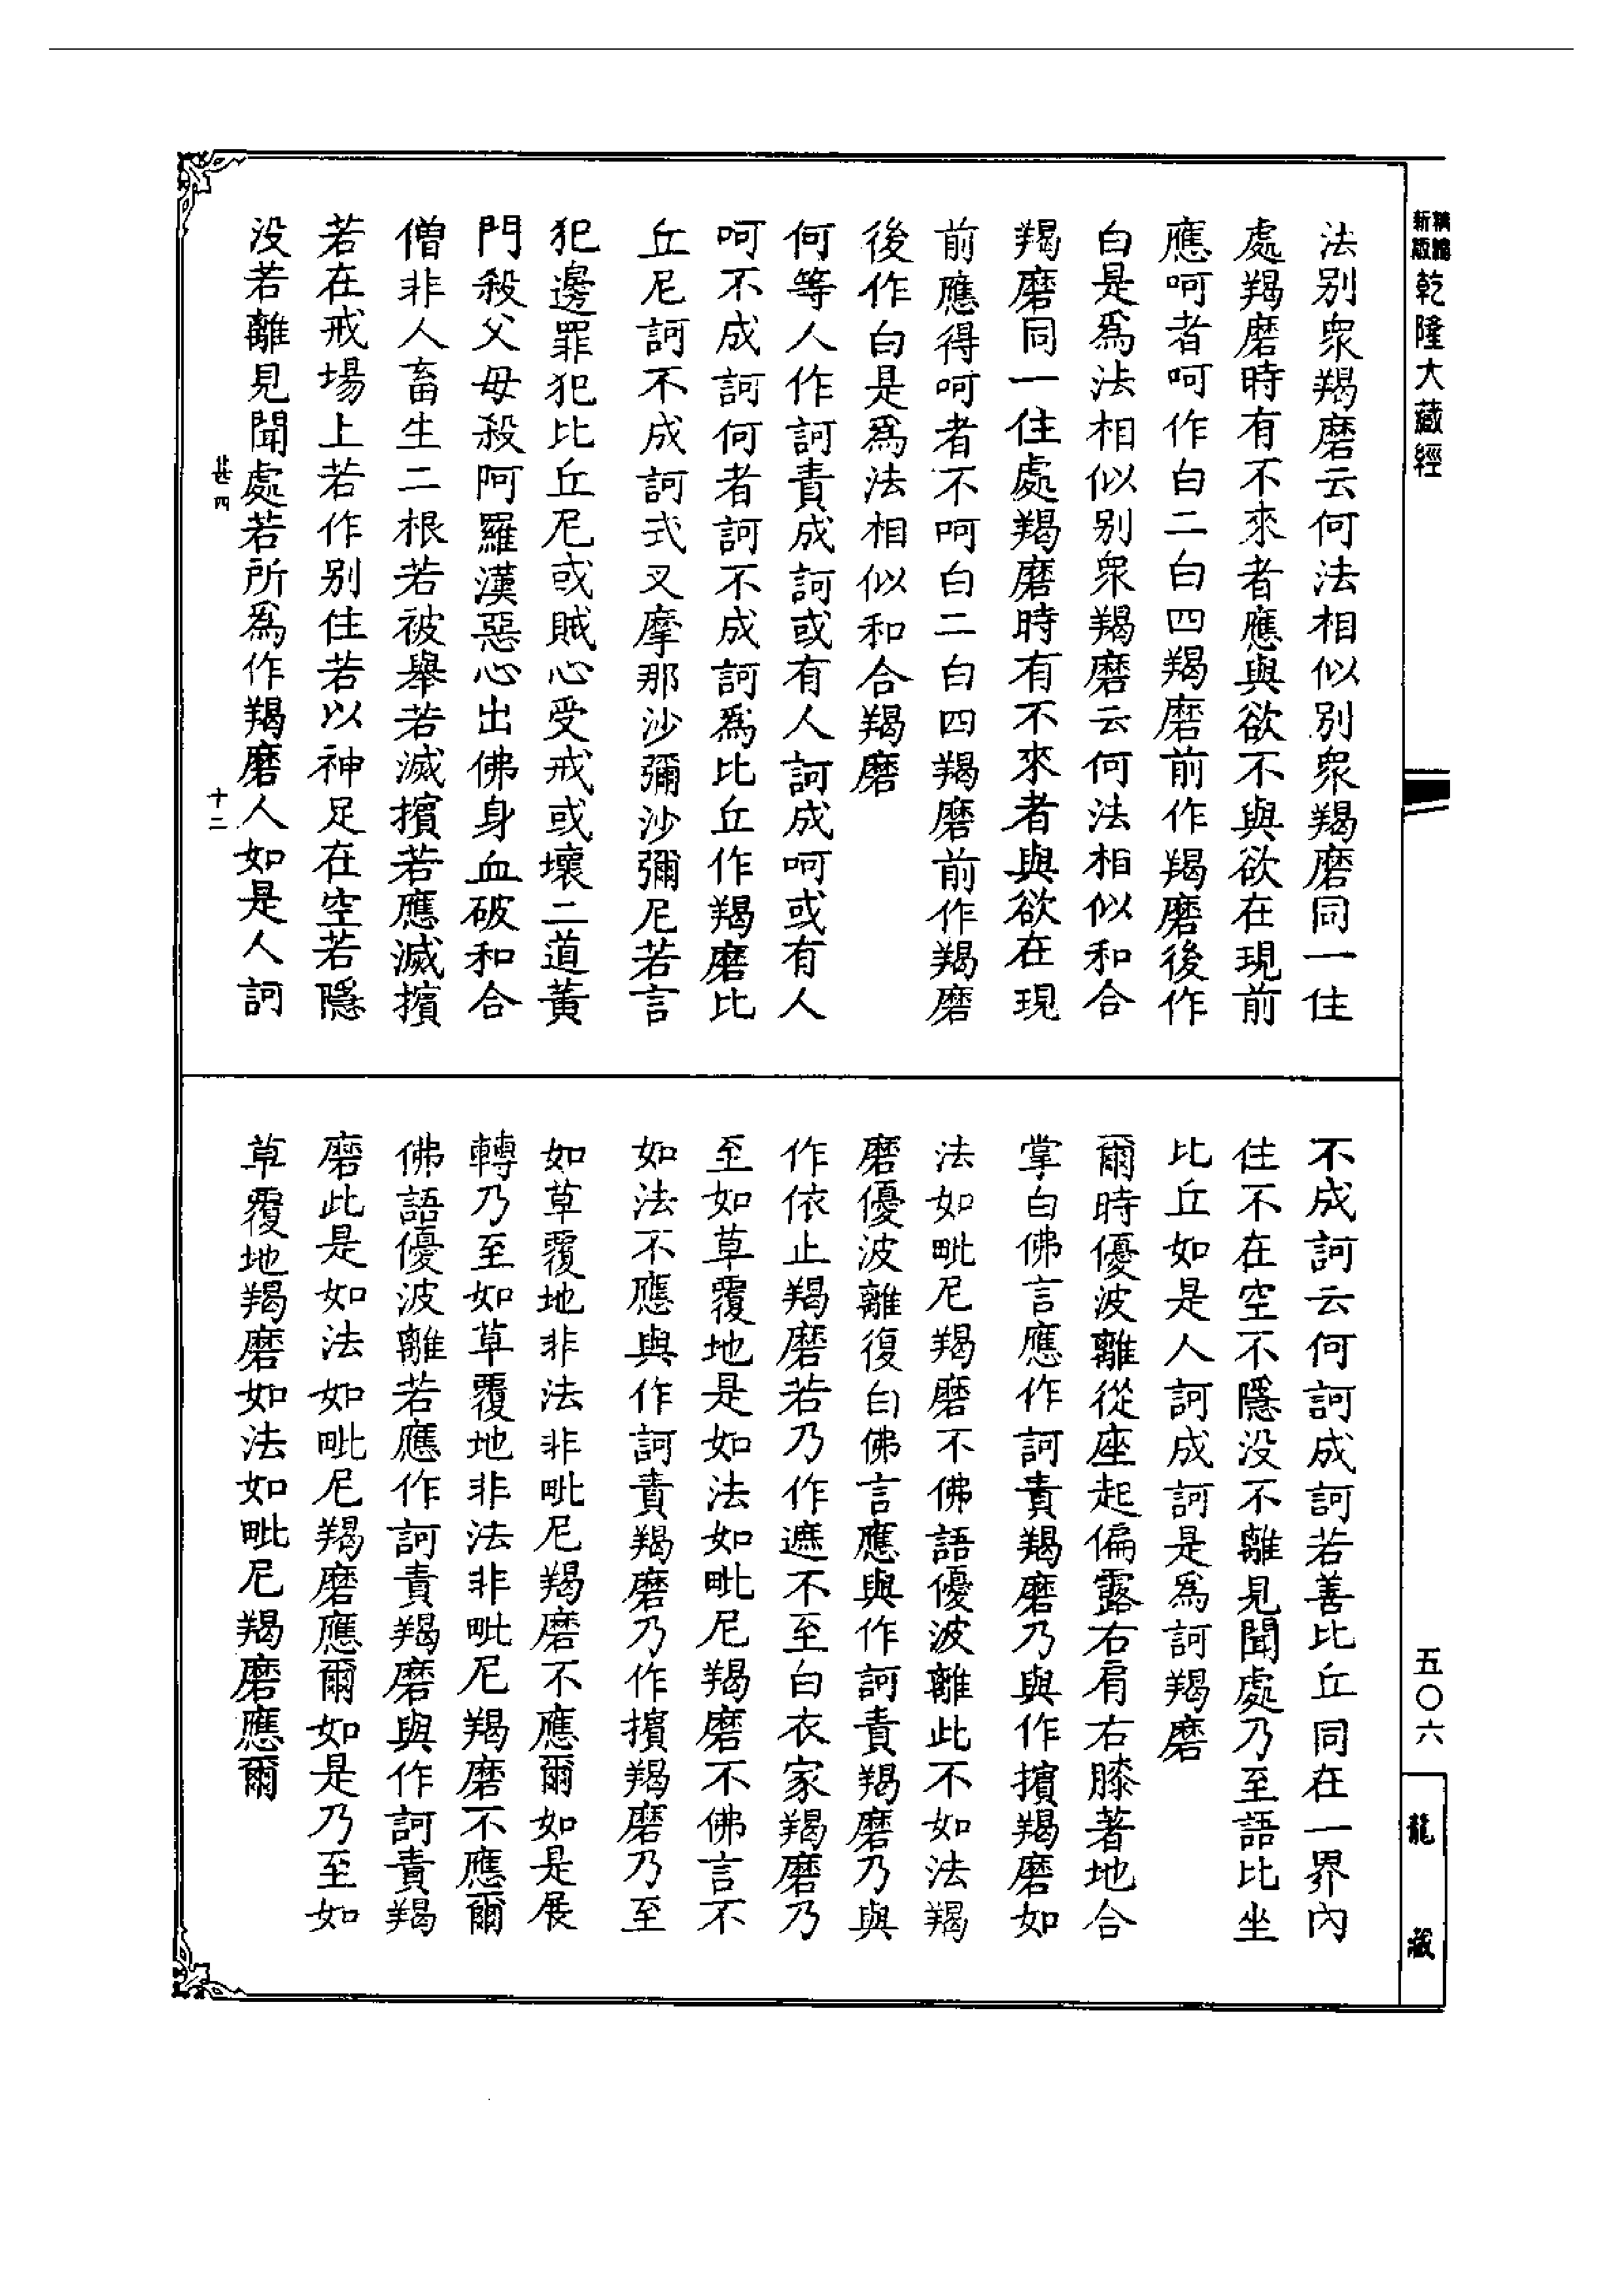 新版
精編
乾隆大藏經
法别衆羯磨云何法相似别衆羯磨同一住
處羯磨時有不來者應與欲不與欲在現前
應呵者呵作白二白四羯磨前作羯磨後作
白是爲法相似别衆羯磨云何法相似和合
羯磨同一住處羯磨時有不來者與欲在現
前應得呵者不呵白二白四羯磨前作羯磨
後作白是爲法相似和合羯磨
何等人作訶責成訶或有人訶成呵或有人
呵不成訶何者訶不成訶爲比丘作羯磨比
丘尼訶不成訶式叉摩那沙彌沙彌尼若言
犯邊罪犯比丘尼或賊心受戒或壞二道黃
門殺父母殺阿羅漢惡心出佛身血破和合
僧非人畜生二根若被舉若滅擯若應滅擯
若在戒場上若作别住若以神足在空若隱
没若離見聞處若所爲作羯磨人如是人訶
甚四
十二
不成訶云何訶成訶若善比丘同在一界內
住不在空不隱没不離見聞處乃至語比坐
比丘如是人訶成訶是爲訶羯磨
爾時優波離從座起偏露右肩右膝著地合
掌白佛言應作訶責羯磨乃與作擯羯磨如
法如毗尼羯磨不佛語優波離此不如法羯
磨優波離復白佛言應與作訶責羯磨乃與
作依止羯磨若乃作遮不至白衣家羯磨乃
至如草覆地是如法如毗尼羯磨不佛言不
如法不應與作訶責羯磨乃作擯羯磨乃至
如草覆地非法非毗尼羯磨不應爾如是展
轉乃至如草覆地非法非毗尼羯磨不應爾
佛語優波離若應作訶責羯磨與作訶責羯
磨此是如法如毗尼羯磨應爾如是乃至如
草覆地羯磨如法如毗尼羯磨應爾
五〇六
龍藏